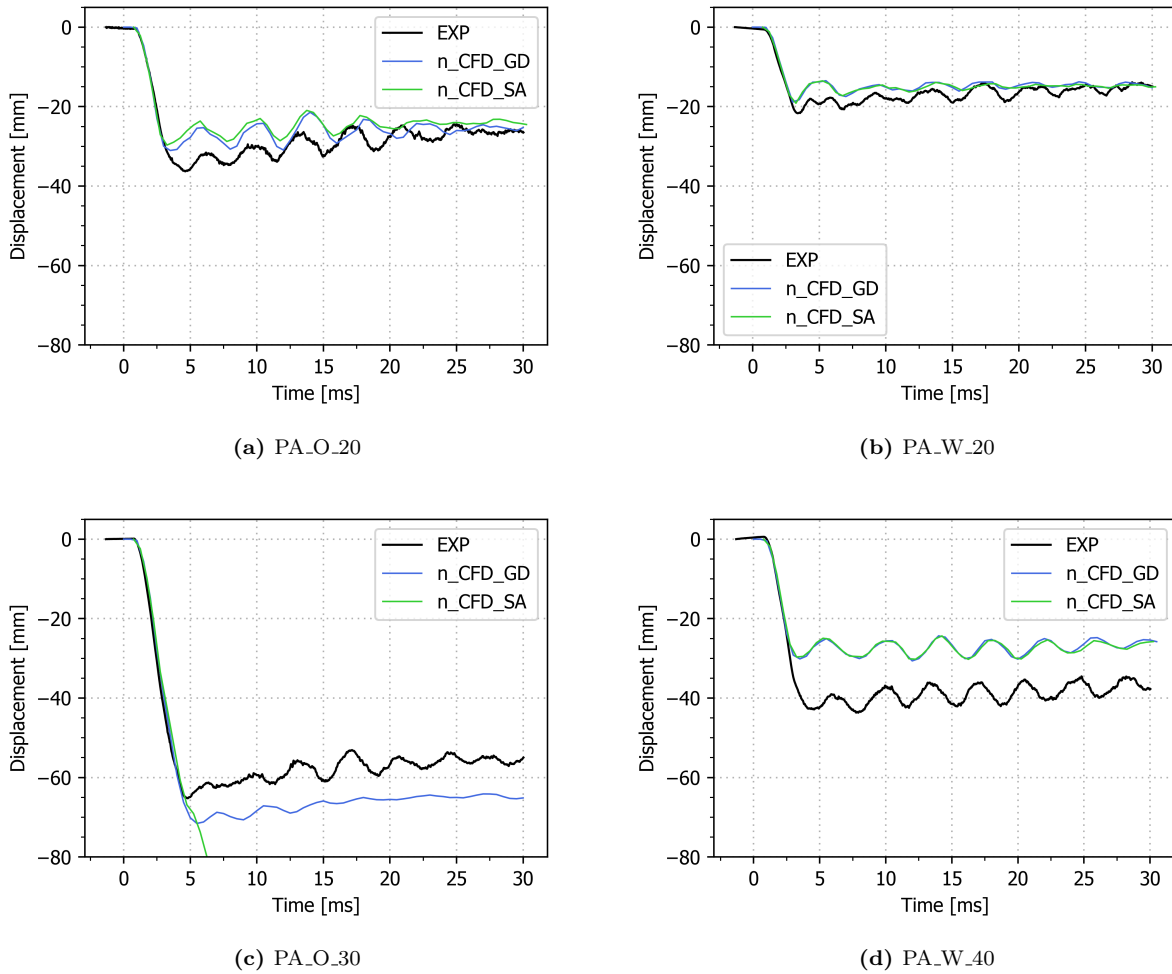 0
−20
−40
−60
−80
Displacement [mm]
EXP
n_CFD_GD
n_CFD_SA
0 5 10 15 20 25 30
Time [ms]
(a) PA_O_20
0
−20
−40
−60
−80
Displacement [mm]
EXP
n_CFD_GD
n_CFD_SA
0 5 10 15 20 25 30
Time [ms]
(b) PA_W_20
0
−20
−40
−60
−80
Displacement [mm]
EXP
n_CFD_GD
n_CFD_SA
0 5 10 15 20 25 30
Time [ms]
(c) PA_O_30
0
−20
−40
−60
−80
Displacement [mm]
EXP
n_CFD_GD
n_CFD_SA
0 5 10 15 20 25 30
Time [ms]
(d) PA_W_40